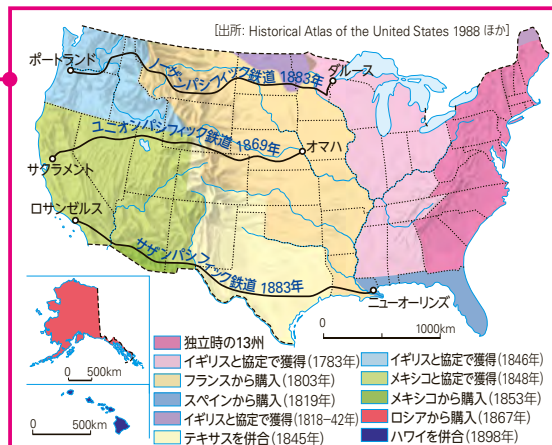 [出所: Historical Atlas of the United States 1988 ほか]
ポートランド
ノーザンパシフィック鉄道 1883年
ダルース
ユニオンパシフィック鉄道 1869年
オマハ
サクラメント
ロサンゼルス
サザンパシフィック鉄道 1883年
ニューオーリンズ
0 1000km
0 500km
0 500km
独立時の13州
イギリスと協定で獲得(1783年)
フランスから購入(1803年)
スペインから購入(1819年)
イギリスと協定で獲得(1818-42年)
テキサスを併合(1845年)
イギリスと協定で獲得(1846年)
メキシコと協定で獲得(1848年)
メキシコから購入(1853年)
ロシアから購入(1867年)
ハワイを併合(1898年)